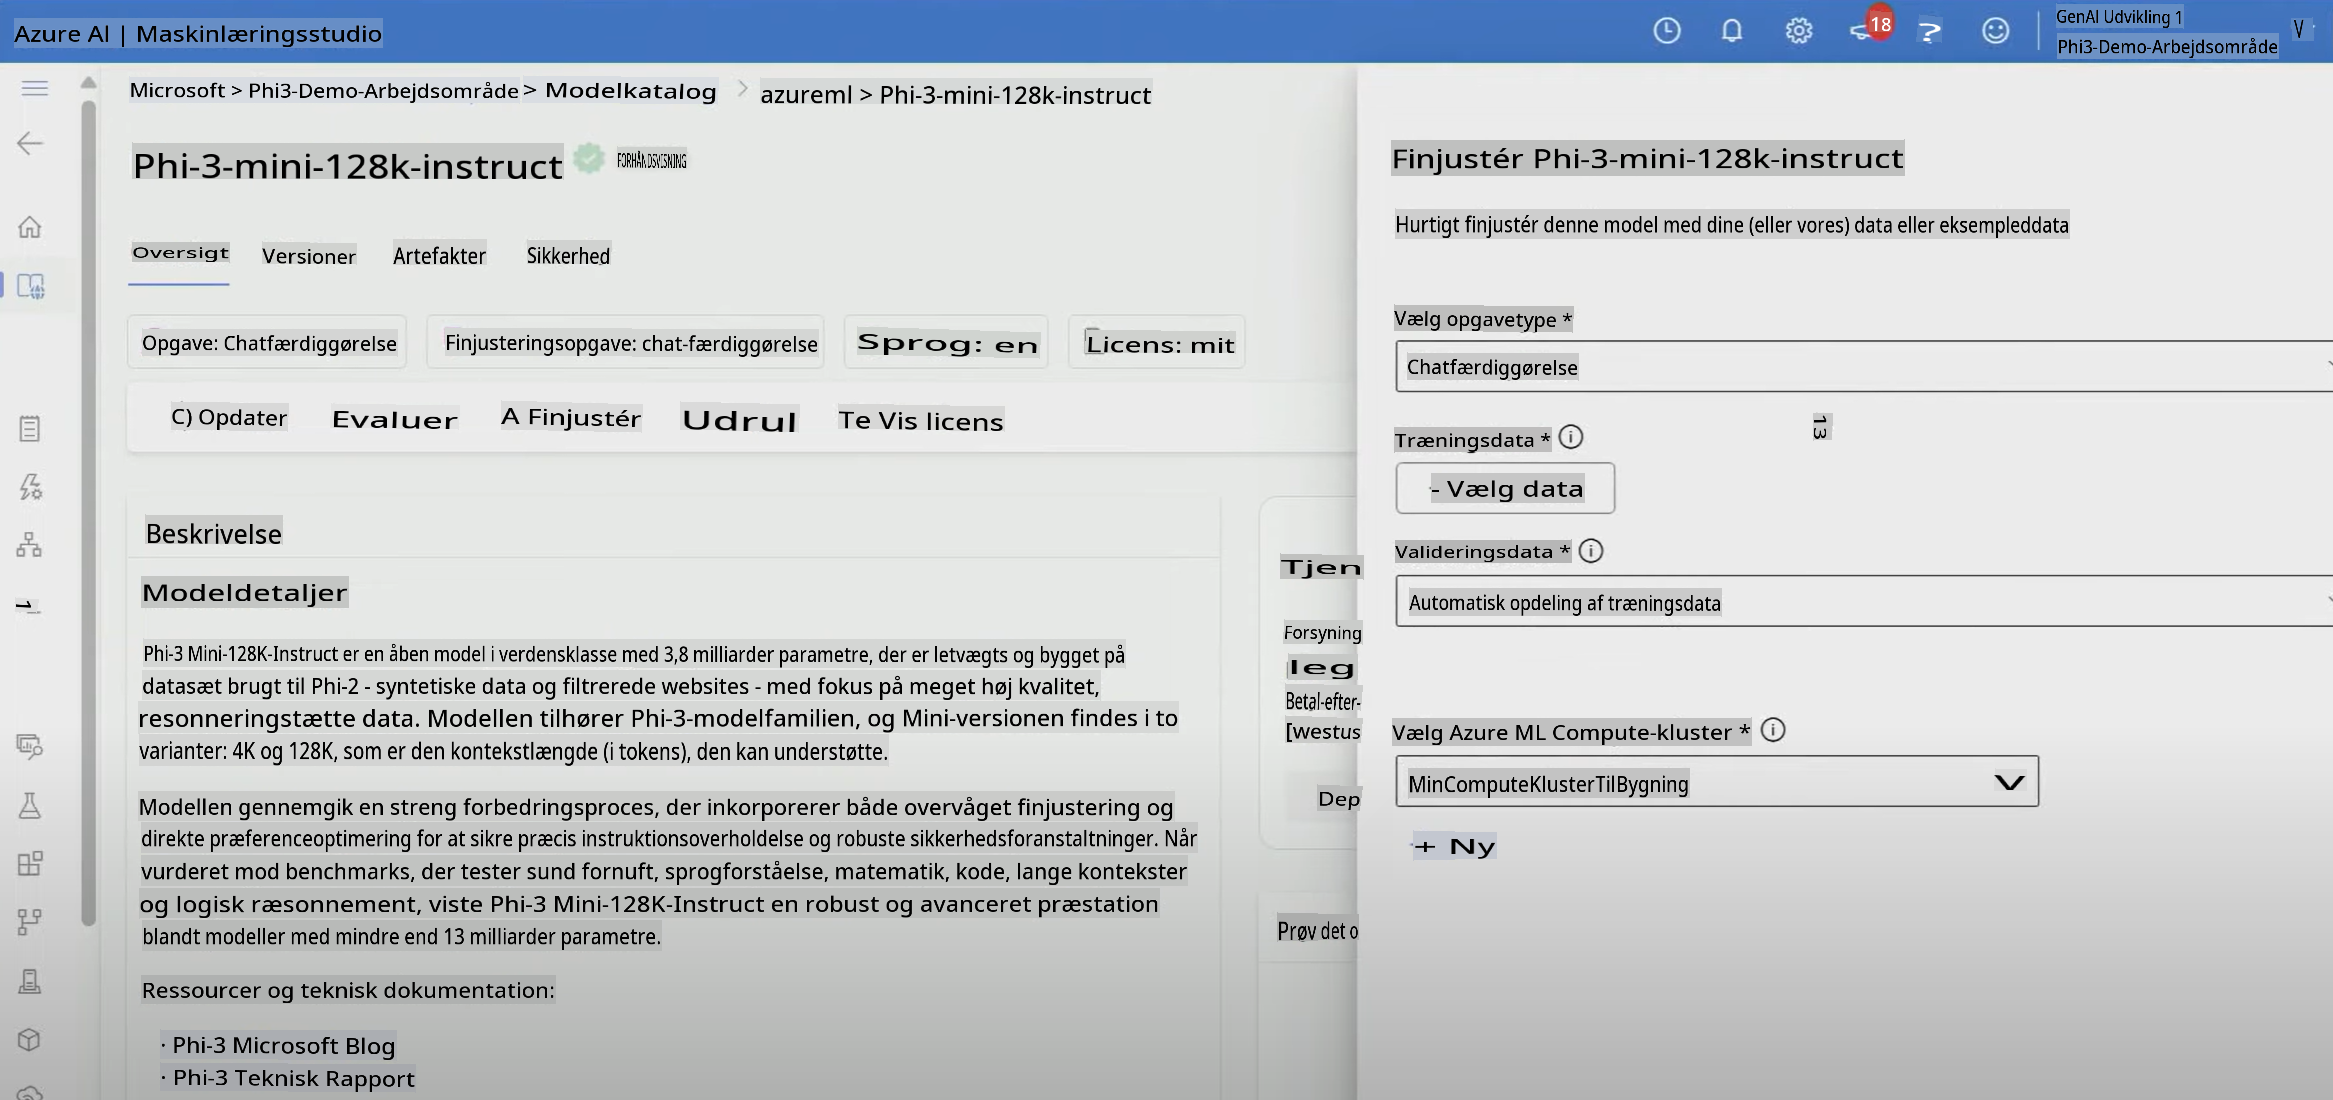 Azure AI | Maskinlæringsstudio
18
?
GenAI Udvikling 1
Phi3-Demo-Arbejdsområde
V
Microsoft > Phi3-Demo-Arbejdsområde > Modelkatalog > azureml > Phi-3-mini-128k-instruct
Phi-3-mini-128k-instruct
FORHÅNDSVISNING
Oversigt
Versioner
Artefakter
Sikkerhed
Opgave: Chatfærdiggørelse
Finjusteringsopgave: chat-færdiggørelse
Sprog: en
Licens: mit
C) Opdater
Evaluer
A Finjustér
Udrul
Te Vis licens
Beskrivelse
Modeldetaljer
Phi-3 Mini-128K-Instruct er en åben model i verdensklasse med 3,8 milliarder parametre, der er letvægts og bygget på
datasæt brugt til Phi-2 - syntetiske data og filtrerede websites - med fokus på meget høj kvalitet,
resonneringstætte data. Modellen tilhører Phi-3-modelfamilien, og Mini-versionen findes i to
varianter: 4K og 128K, som er den kontekstlængde (i tokens), den kan understøtte.
Modellen gennemgik en streng forbedringsproces, der inkorporerer både overvåget finjustering og
direkte præferenceoptimering for at sikre præcis instruktionsoverholdelse og robuste sikkerhedsforanstaltninger. Når
vurderet mod benchmarks, der tester sund fornuft, sprogforståelse, matematik, kode, lange kontekster
og logisk ræsonnement, viste Phi-3 Mini-128K-Instruct en robust og avanceret præstation
blandt modeller med mindre end 13 milliarder parametre.
Ressourcer og teknisk dokumentation:
· Phi-3 Microsoft Blog
· Phi-3 Teknisk Rapport
1
Tjen
Forsyning
leg
Betal-efter-
[westus
Dep
Prøv det o
Finjustér Phi-3-mini-128k-instruct
Hurtigt finjustér denne model med dine (eller vores) data eller eksempleddata
Vælg opgavetype *
Chatfærdiggørelse
13
Træningsdata *
- Vælg data
Valideringsdata *
Automatisk opdeling af træningsdata
Vælg Azure ML Compute-kluster *
MinComputeKlusterTilBygning
+ Ny